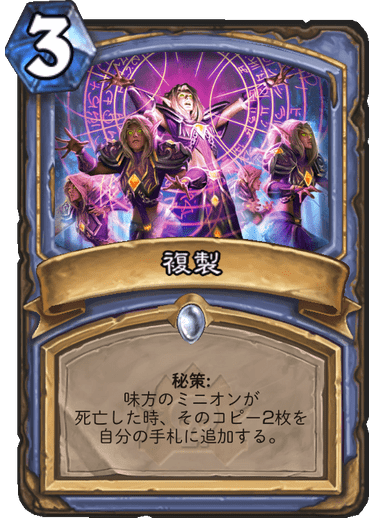 3
複製
秘策:
味方のミニオンが
死亡した時、そのコピー2枚を
自分の手札に追加する。